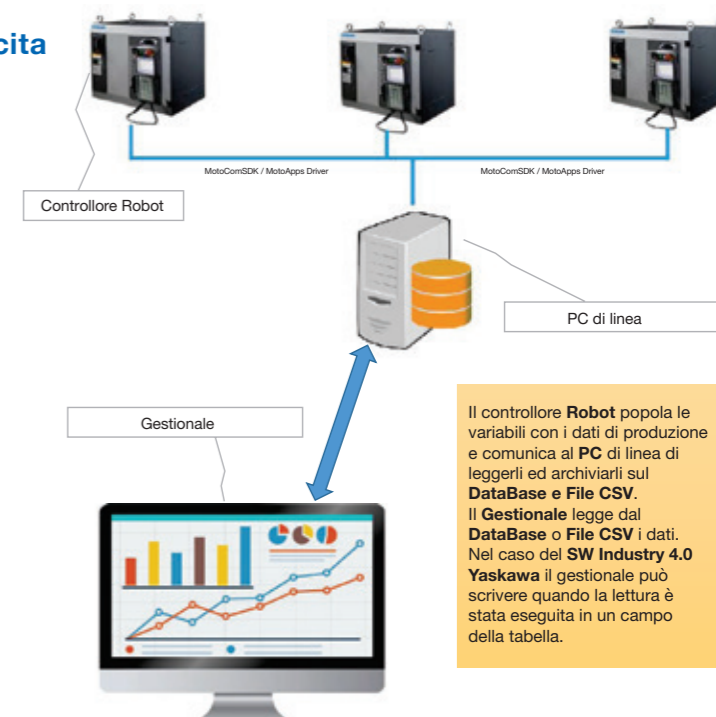 cita
MotoComSDK / MotoApps Driver
MotoComSDK / MotoApps Driver
Controllore Robot
PC di linea
Gestionale
Il controllore Robot popola le
variabili con i dati di produzione
e comunica al PC di linea di
leggerli ed archiviarli sul
DataBase e File CSV.
Il Gestionale legge dal
DataBase o File CSV i dati.
Nel caso del SW Industry 4.0
Yaskawa il gestionale può
scrivere quando la lettura è
stata eseguita in un campo
della tabella.